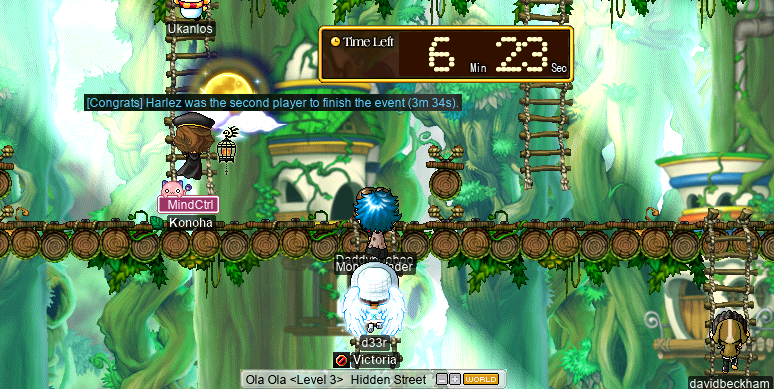 Ukanlos
Time Left
6 Min 23 Sec
[Congrats] Harlez was the second player to finish the event (3m 34s).
MindCtrl
Konoha
d33r
Victoria
davidbeckham
Ola Ola <Level 3> Hidden Street
WORLD